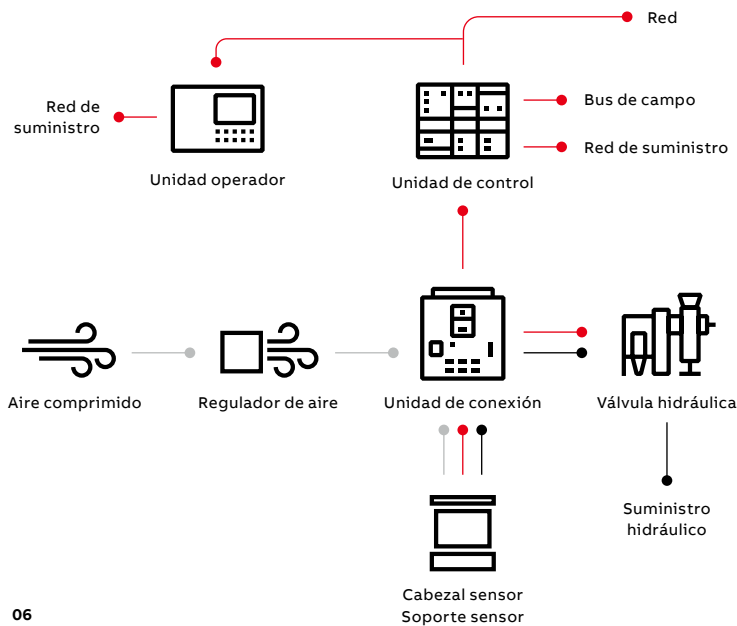 Red
Red de
suministro
Bus de campo
Red de suministro
Unidad operador
Unidad de control
Aire comprimido
Regulador de aire
Unidad de conexión
Válvula hidráulica
Suministro
hidráulico
Cabezal sensor
Soporte sensor
06